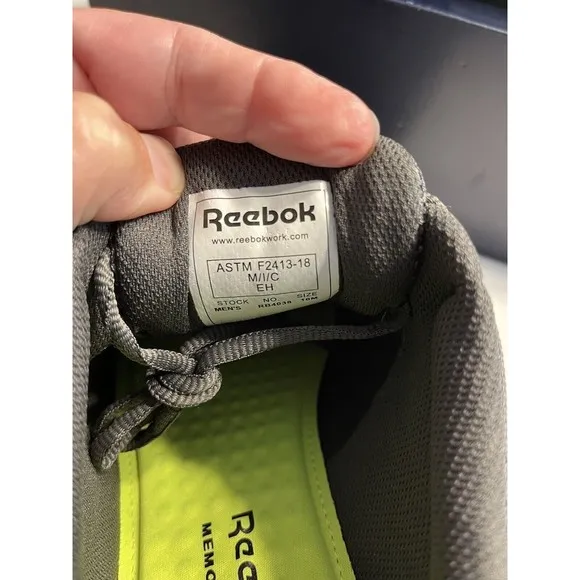 Reebok
www.reebokwork.com
ASTM F2413-18
M/I/C
EH
STOCK NO. SIZE
MEN'S
Ree
MEMO